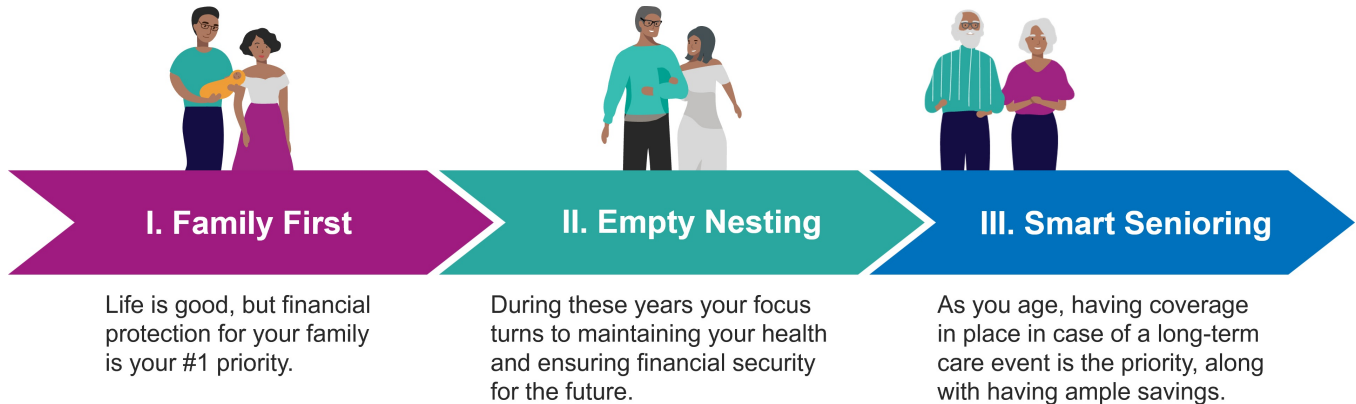 I. Family First
II. Empty Nesting
III. Smart Senioring
Life is good, but financial
protection for your family
is your #1 priority.
During these years your focus
turns to maintaining your health
and ensuring financial security
for the future.
As you age, having coverage
in place in case of a long-term
care event is the priority, along
with having ample savings.